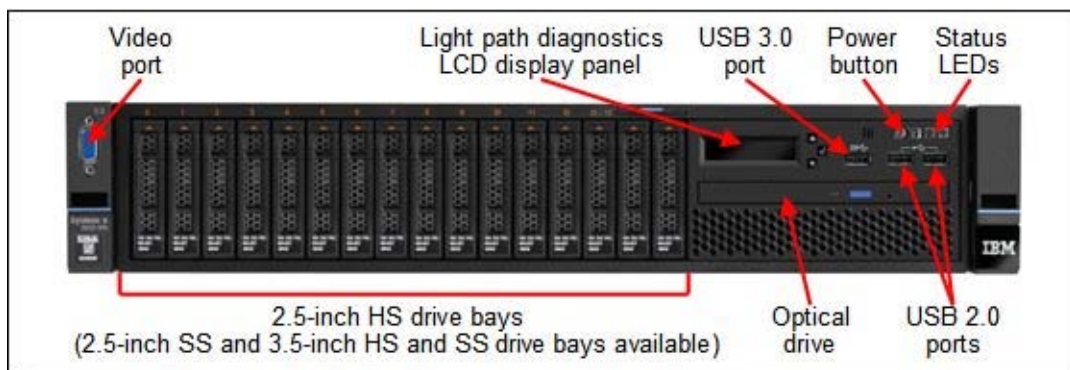 Video
port
Light path diagnostics
LCD display panel
USB 3.0
port
Power
button
Status
LEDs
IBM
2.5-inch HS drive bays
(2.5-inch SS and 3.5-inch HS and SS drive bays available)
Optical
drive
USB 2.0
ports